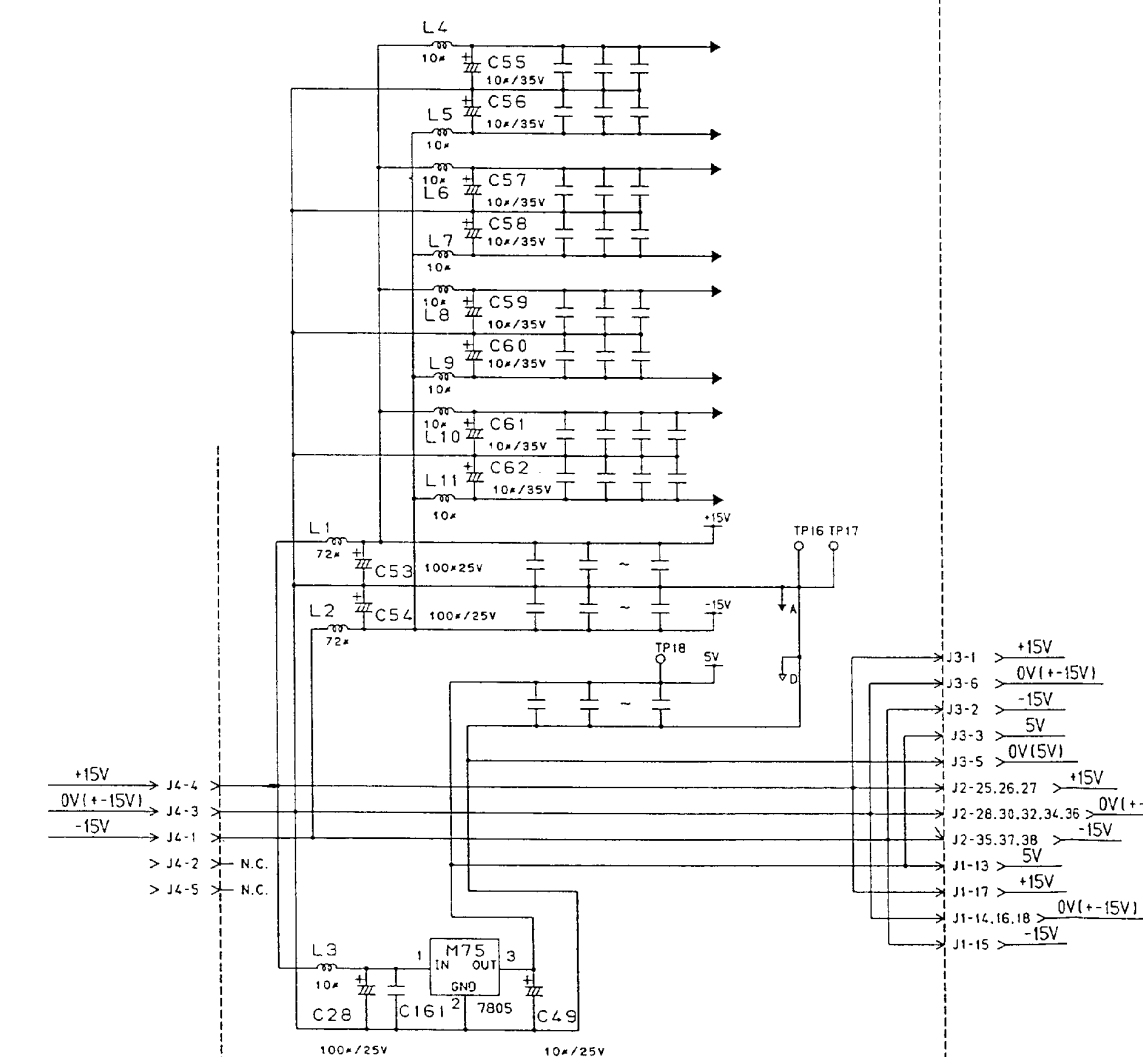 L4
10μ
+
C55
10μ/35V
+
C56
10μ/35V
L5
10μ
10μ
L6
+
C57
10μ/35V
+
C58
10μ/35V
L7
10μ
10μ
L8
+
C59
10μ/35V
+
C60
10μ/35V
L9
10μ
10μ
L10
+
C61
10μ/35V
+
C62
10μ/35V
L11
10μ
L1
72μ
+
C53
100μ25V
~
+15V
TP16 TP17
+
C54
100μ/25V
~
-15V
A
L2
72μ
TP18
5V
D
~
J3-1 +15V
J3-6 0V(+-15V)
J3-2 -15V
J3-3 5V
J3-5 0V(5V)
+15V J4-4
J2-25.26.27 +15V
0V(+-15V) J4-3
J2-28.30.32.34.36 0V(+-
-15V J4-1
J2-35.37.38 -15V
J4-2 N.C.
J1-13 5V
J4-5 N.C.
J1-17 +15V
J1-14.16.18 0V(+-15V)
J1-15 -15V
L3
10μ
1 M75 3
IN OUT
GND
2 7805
+
C28
C161
+
C49
100μ/25V
10μ/25V